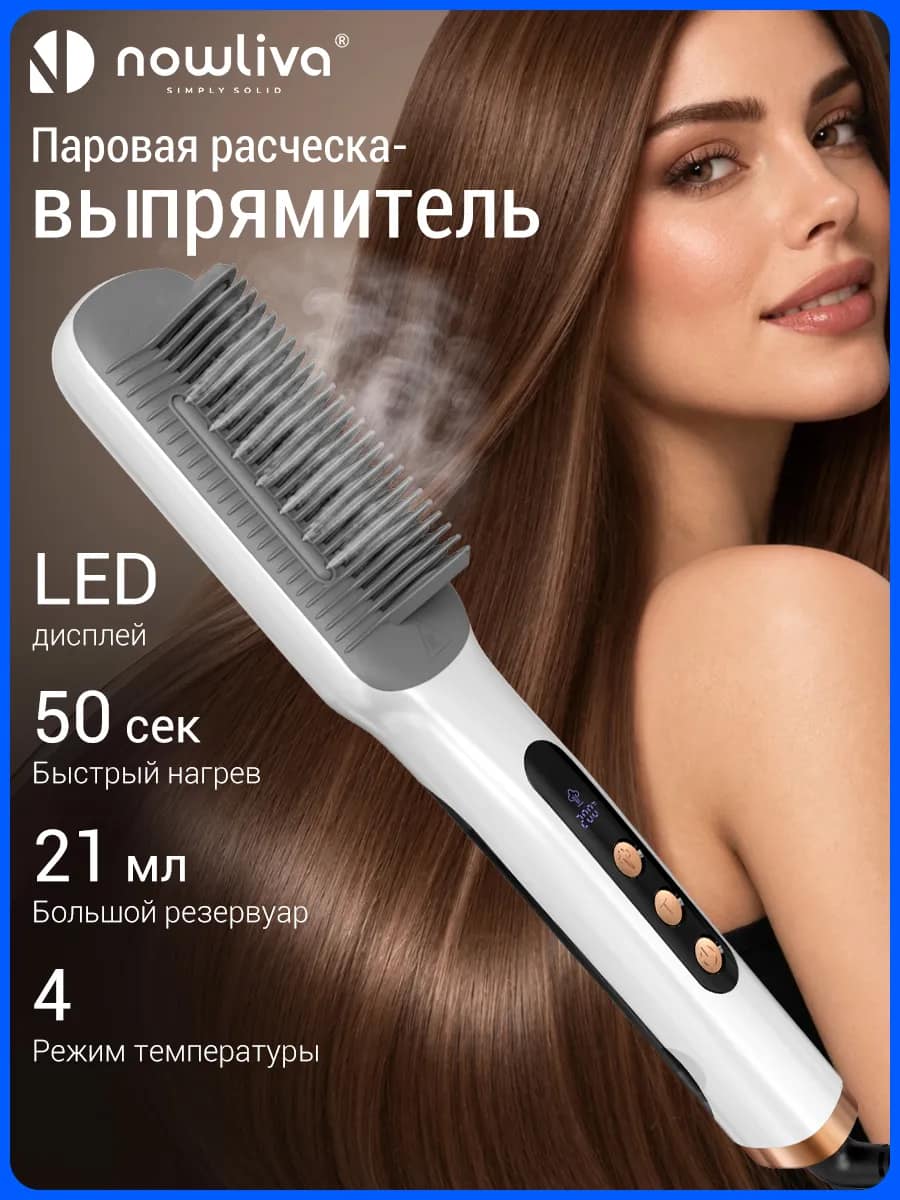 nowliva®
SIMPLY SOLID
Паровая расческа-
выпрямитель
LED
дисплей
50 сек
Быстрый нагрев
21 мл
Большой резервуар
4
Режим температуры